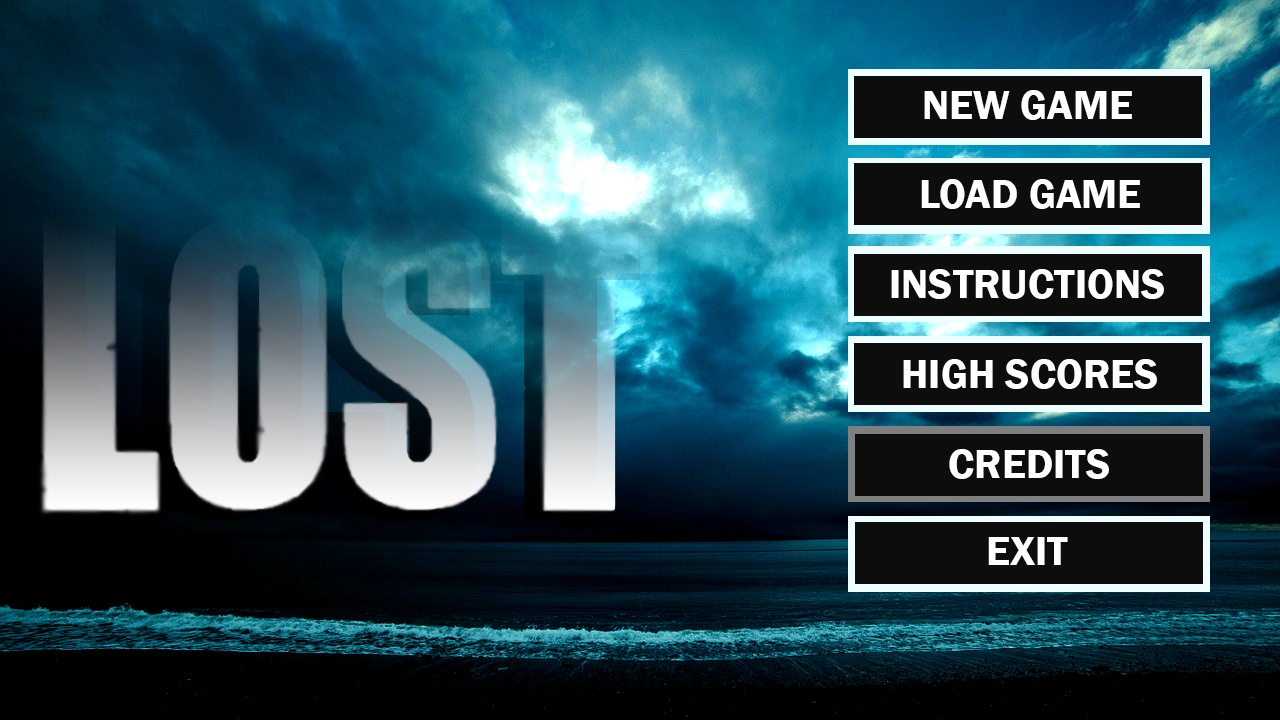 LOST
NEW GAME
LOAD GAME
INSTRUCTIONS
HIGH SCORES
CREDITS
EXIT